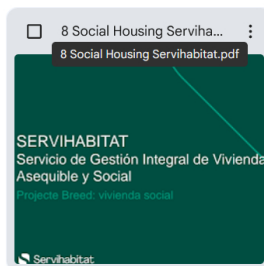 8 Social Housing Serviha...
8 Social Housing Servihabitat.pdf
SERVIHABITAT
Servicio de Gestión Integral de Vivienda
Asequible y Social
Projecte Breed: vivienda social
Servihabitat